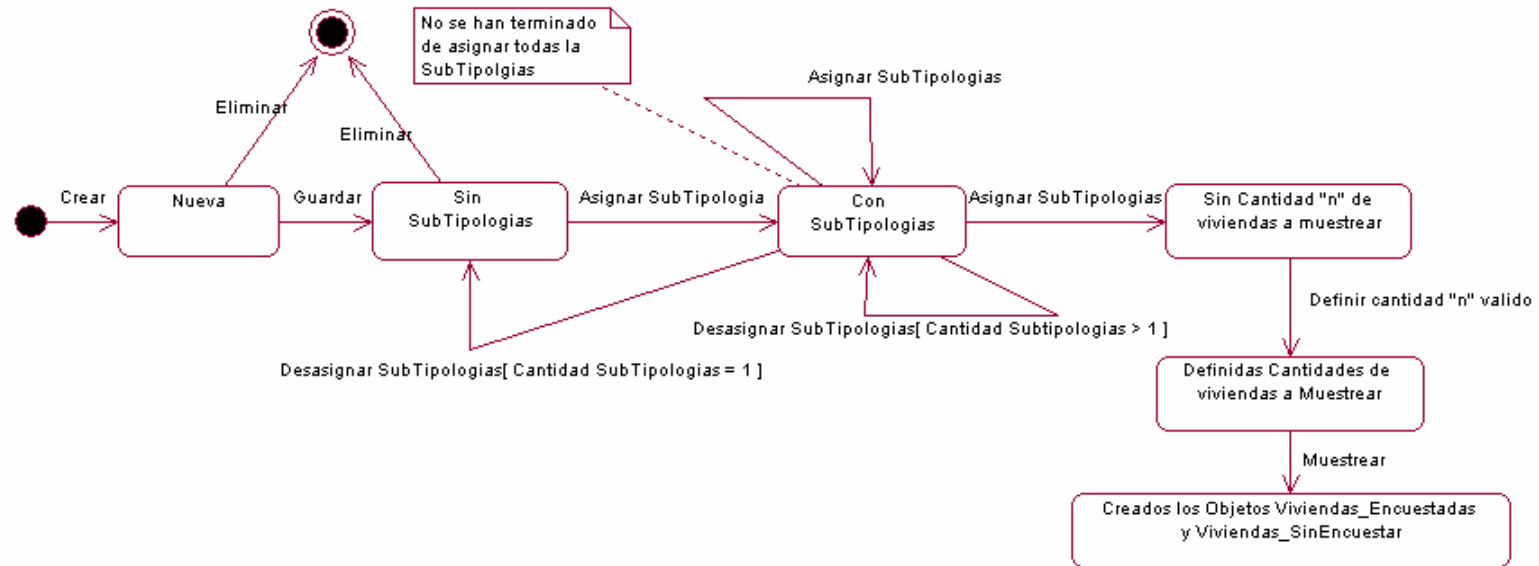 No se han terminado
de asignar todas la
SubTipolgias
Asignar SubTipologias
Eliminar
Eliminar
Crear
Nueva
Guardar
Sin
SubTipologias
Asignar SubTipologia
Con
SubTipologias
Asignar SubTipologias
Sin Cantidad "n" de
viviendas a muestrear
Definir cantidad "n" valido
Desasignar SubTipologias[ Cantidad Subtipologias > 1 ]
Desasignar SubTipologias[ Cantidad SubTipologias = 1 ]
Definidas Cantidades de
viviendas a Muestrear
Muestrear
Creados los Objetos Viviendas_Encuestadas
y Viviendas_SinEncuestar